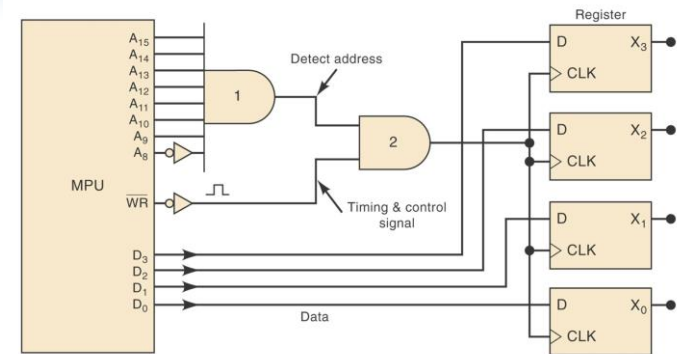 Register
A₁₅
A₁₄
A₁₃
A₁₂
A₁₁
A₁₀
A₉
A₈
MPU
W̅R̅
D₃
D₂
D₁
D₀
1
Detect address
2
Timing & control
signal
Data
D X₃
CLK
D X₂
CLK
D X₁
CLK
D X₀
CLK